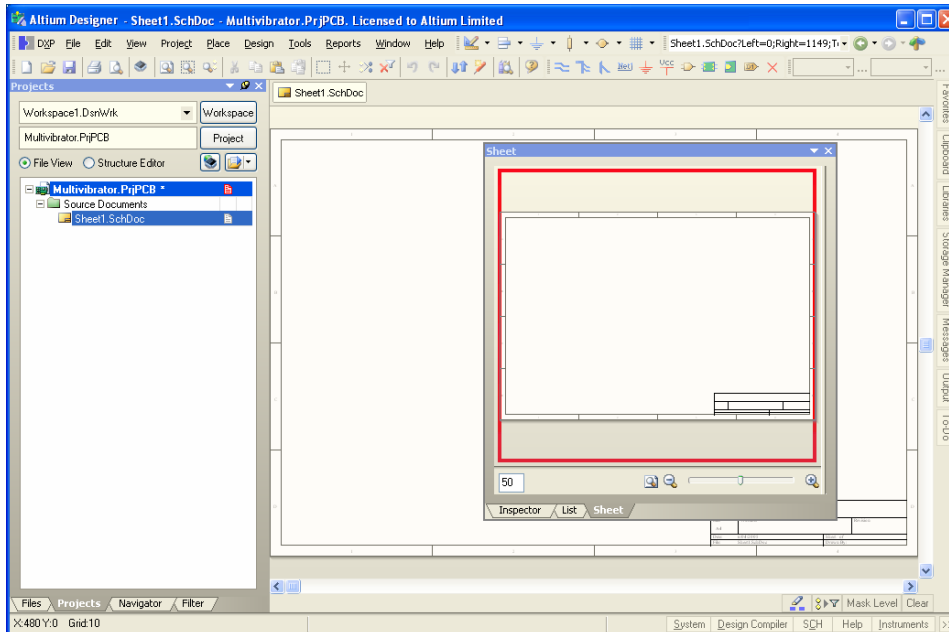 Altium Designer - Sheet1.SchDoc - Multivibrator.PrjPCB. Licensed to Altium Limited
DXP File Edit View Project Place Design Tools Reports Window Help Sheet1.SchDoc?Left=0;Right=1149;T
Net1 VCC ... ...
Projects
Sheet1.SchDoc
Workspace1.DsnWrk Workspace
Multivibrator.PrjPCB Project
File View Structure Editor
Multivibrator.PrjPCB *
Source Documents
Sheet1.SchDoc
Sheet
50
Inspector List Sheet
Favorites
Clipboard
Libraries
Storage Manager
Messages
Output
To-Do
Files Projects Navigator Filter
Mask Level Clear
X:480 Y:0 Grid:10
System Design Compiler SCH Help Instruments